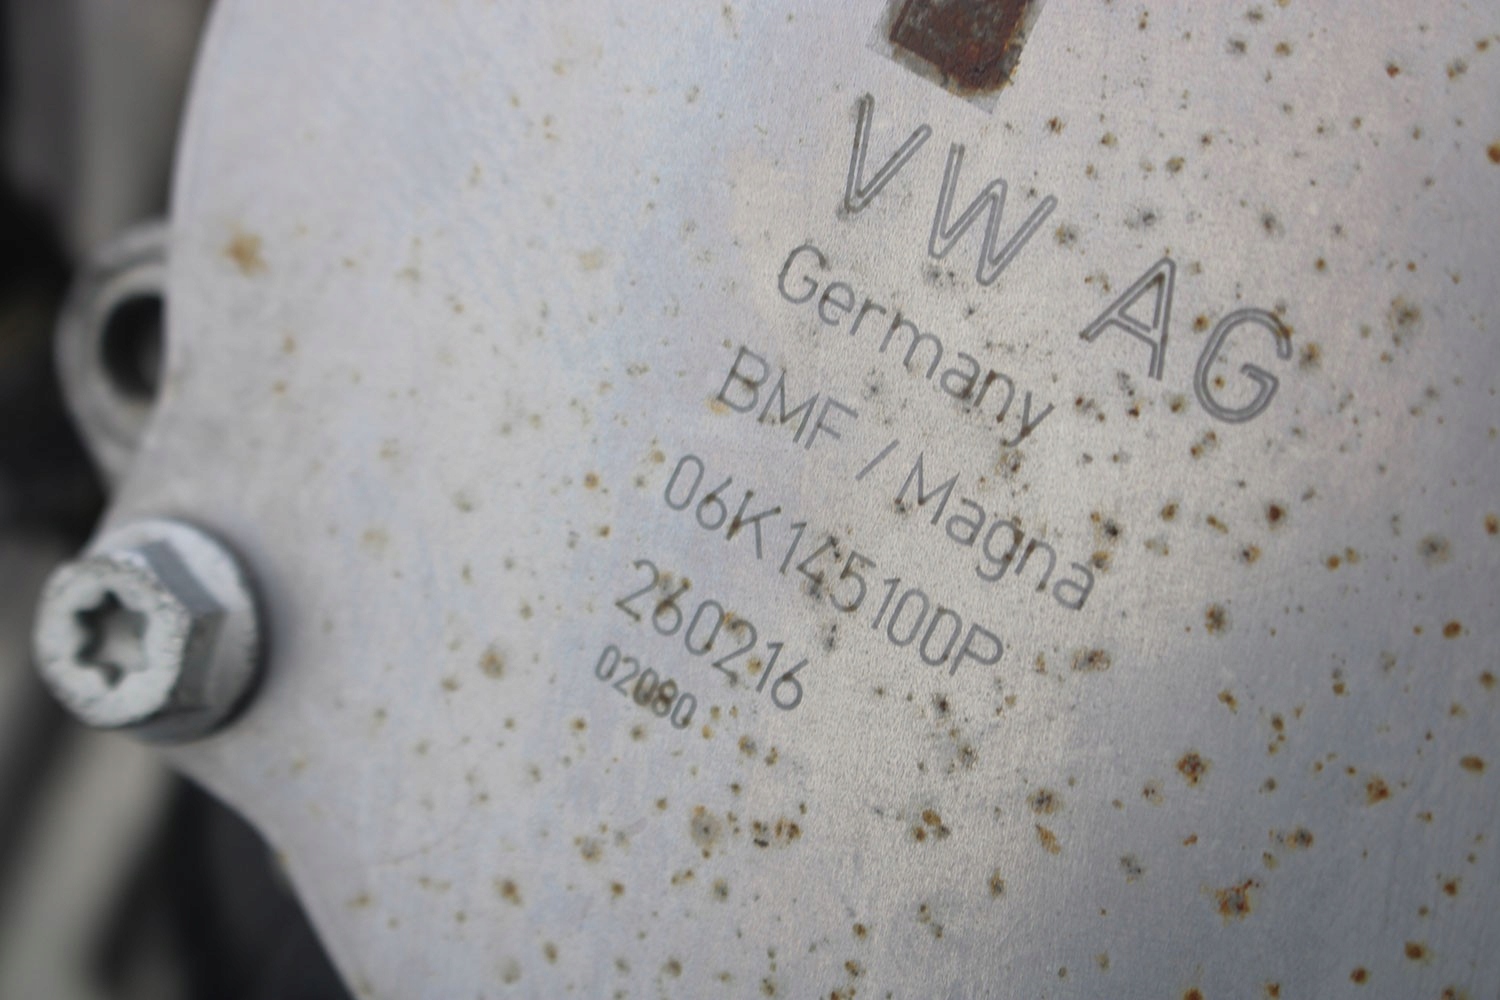 VW AG
Germany
BMF / Magna
06K145100P
260216
02080